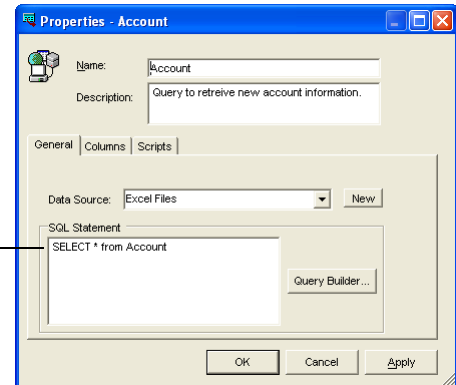 Properties - Account
Name: Account
Description: Query to retreive new account information.
General Columns Scripts
Data Source: Excel Files New
SQL Statement
SELECT * from Account
Query Builder...
OK Cancel Apply